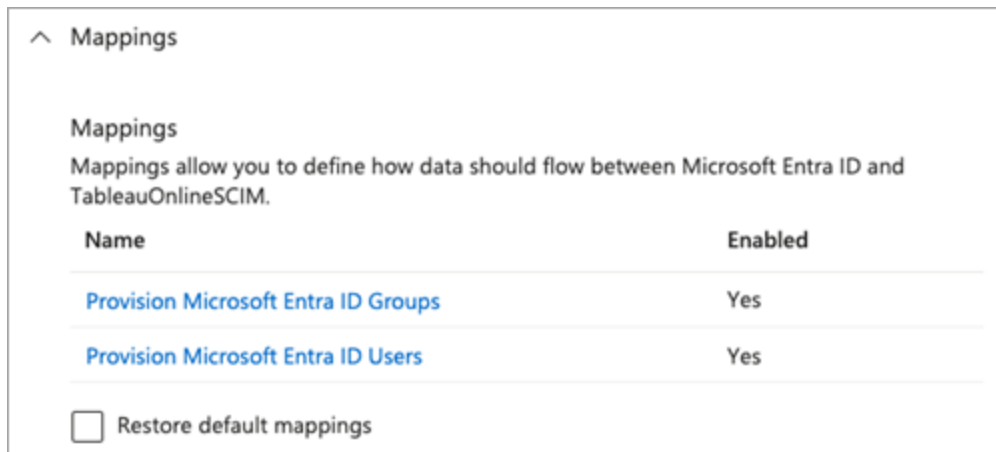 Mappings
Mappings
Mappings allow you to define how data should flow between Microsoft Entra ID and
TableauOnlineSCIM.
Name Enabled
Provision Microsoft Entra ID Groups Yes
Provision Microsoft Entra ID Users Yes
Restore default mappings